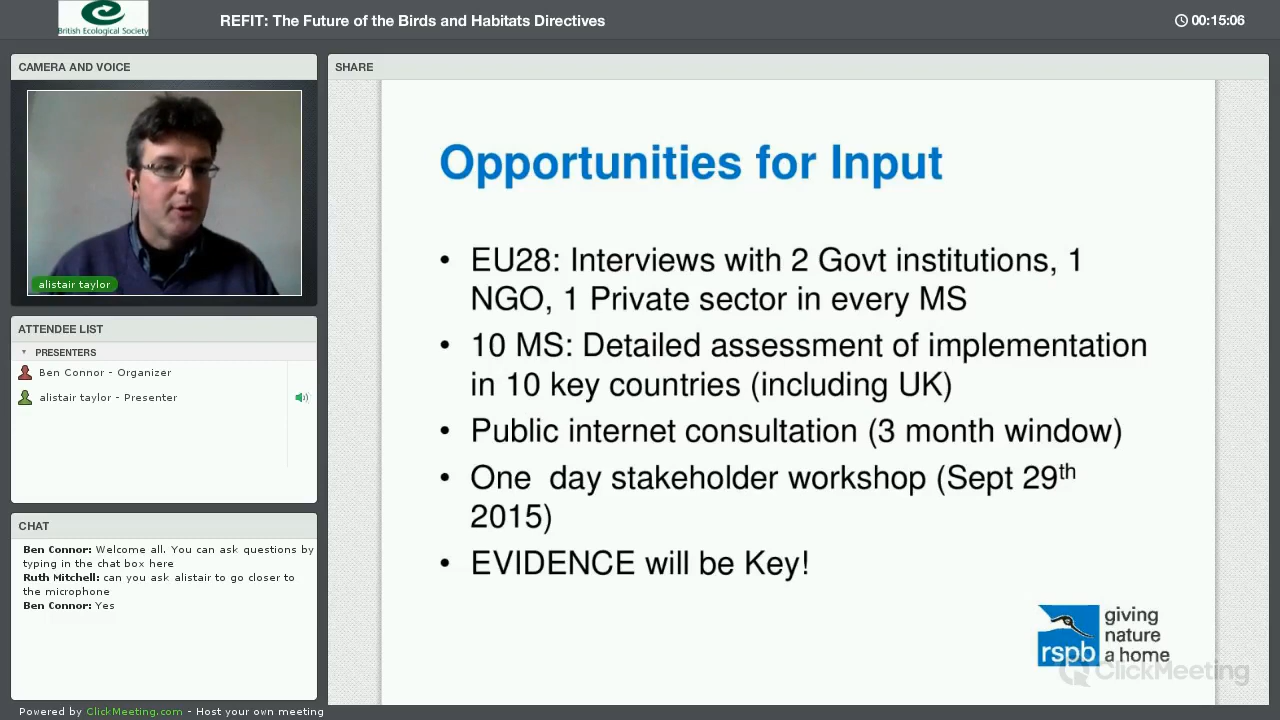 British Ecological Society
REFIT: The Future of the Birds and Habitats Directives
00:15:06
CAMERA AND VOICE
alistair taylor
ATTENDEE LIST
PRESENTERS
Ben Connor - Organizer
alistair taylor - Presenter
CHAT
Ben Connor: Welcome all. You can ask questions by
typing in the chat box here
Ruth Mitchell: can you ask alistair to go closer to
the microphone
Ben Connor: Yes
SHARE
Opportunities for Input
• EU28: Interviews with 2 Govt institutions, 1
NGO, 1 Private sector in every MS
• 10 MS: Detailed assessment of implementation
in 10 key countries (including UK)
• Public internet consultation (3 month window)
• One  day stakeholder workshop (Sept 29th
2015)
• EVIDENCE will be Key!
rspb
giving
nature
a home
ClickMeeting
Powered by ClickMeeting.com - Host your own meeting